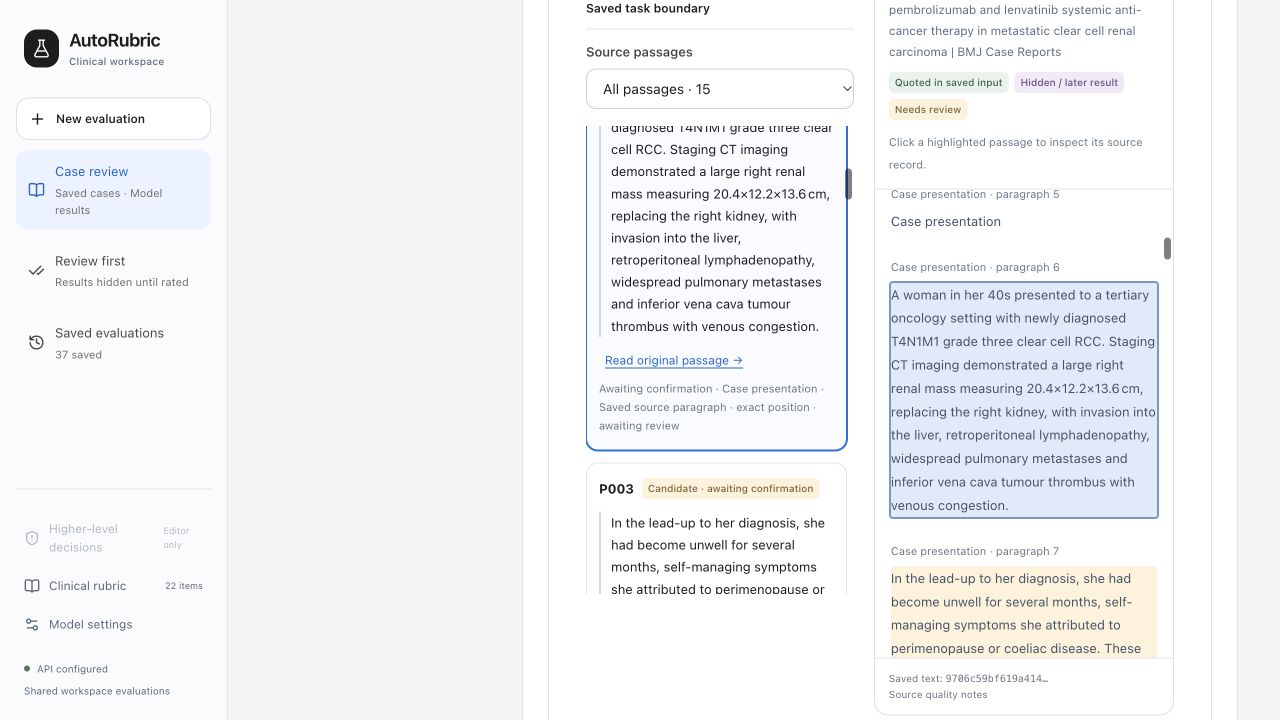 AutoRubric
Clinical workspace
New evaluation
Case review
Saved cases · Model
results
Review first
Results hidden until rated
Saved evaluations
37 saved
Higher-level
decisions
Editor
only
Clinical rubric
22 items
Model settings
API configured
Shared workspace evaluations
Saved task boundary
Source passages
All passages · 15
diagnosed T4N1M1 grade three clear
cell RCC. Staging CT imaging
demonstrated a large right renal
mass measuring 20.4×12.2×13.6 cm,
replacing the right kidney, with
invasion into the liver,
retroperitoneal lymphadenopathy,
widespread pulmonary metastases
and inferior vena cava tumour
thrombus with venous congestion.
Read original passage →
Awaiting confirmation · Case presentation ·
Saved source paragraph · exact position ·
awaiting review
P003
Candidate · awaiting confirmation
In the lead-up to her diagnosis, she
had become unwell for several
months, self-managing symptoms
she attributed to perimenopause or
pembrolizumab and lenvatinib systemic anti-
cancer therapy in metastatic clear cell renal
carcinoma | BMJ Case Reports
Quoted in saved input
Hidden / later result
Needs review
Click a highlighted passage to inspect its source
record.
Case presentation · paragraph 5
Case presentation
Case presentation · paragraph 6
A woman in her 40s presented to a tertiary
oncology setting with newly diagnosed
T4N1M1 grade three clear cell RCC. Staging
CT imaging demonstrated a large right
renal mass measuring 20.4×12.2×13.6 cm,
replacing the right kidney, with invasion into
the liver, retroperitoneal lymphadenopathy,
widespread pulmonary metastases and
inferior vena cava tumour thrombus with
venous congestion.
Case presentation · paragraph 7
In the lead-up to her diagnosis, she had
become unwell for several months, self-
managing symptoms she attributed to
perimenopause or coeliac disease. These
Saved text: 9706c59bf619a414…
Source quality notes